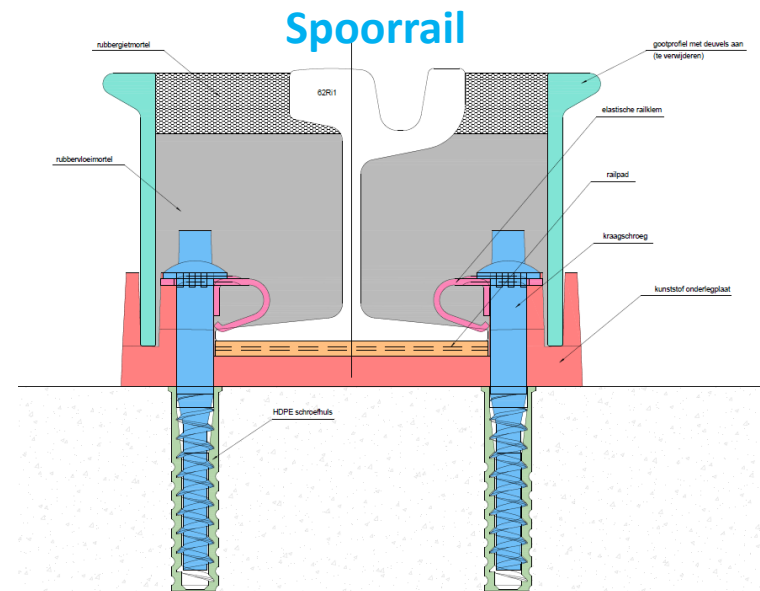 Spoorrail
rubbergietmortel
gootprofiel met deuvels aan
(te verwijderen)
62Ri1
elastische railklem
rubbervloeimortel
railpad
kraagschroeg
kunststof onderlegplaat
HDPE schroefhuls